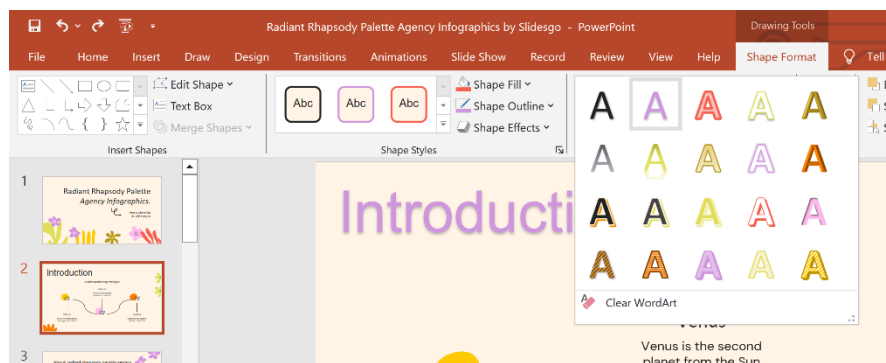 Radiant Rhapsody Palette Agency Infographics by Slidesgo - PowerPoint
Drawing Tools
File Home Insert Draw Design Transitions Animations Slide Show Record Review View Help Shape Format Tell
Edit Shape
Text Box
Merge Shapes
Insert Shapes
Abc Abc Abc
Shape Fill
Shape Outline
Shape Effects
Shape Styles
A A A A A
A A A A A
A A A A A
A A A A A
Clear WordArt
1
Radiant Rhapsody Palette
Agency Infographics.
2
Introduction
3
Introducti
Venus
Venus is the second
planet from the Sun